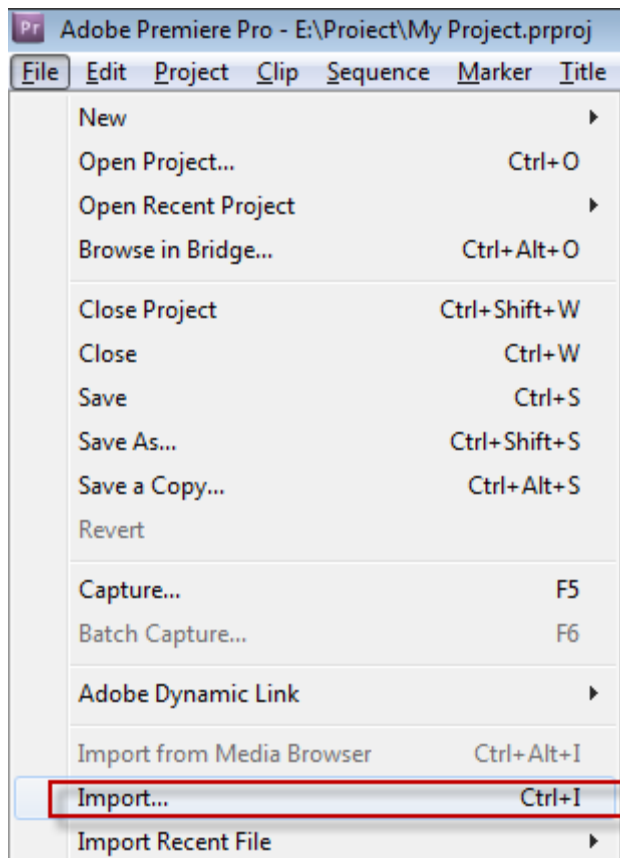 Pr Adobe Premiere Pro - E:\Proiect\My Project.prproj
File Edit Project Clip Sequence Marker Title
New
Open Project... Ctrl+O
Open Recent Project
Browse in Bridge... Ctrl+Alt+O
Close Project Ctrl+Shift+W
Close Ctrl+W
Save Ctrl+S
Save As... Ctrl+Shift+S
Save a Copy... Ctrl+Alt+S
Revert
Capture... F5
Batch Capture... F6
Adobe Dynamic Link
Import from Media Browser Ctrl+Alt+I
Import... Ctrl+I
Import Recent File